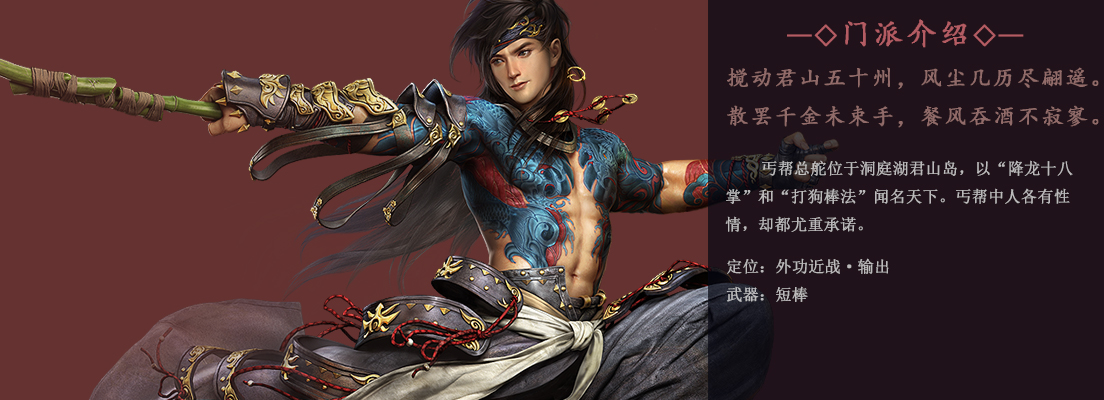 门派介绍
搅动君山五十州，风尘几历尽翩遥。
散罢千金未束手，餐风吞酒不寂寥。
丐帮总舵位于洞庭湖君山岛，以“降龙十八
掌”和“打狗棒法”闻名天下。丐帮中人各有性
情，却都尤重承诺。
定位：外功近战·输出
武器：短棒